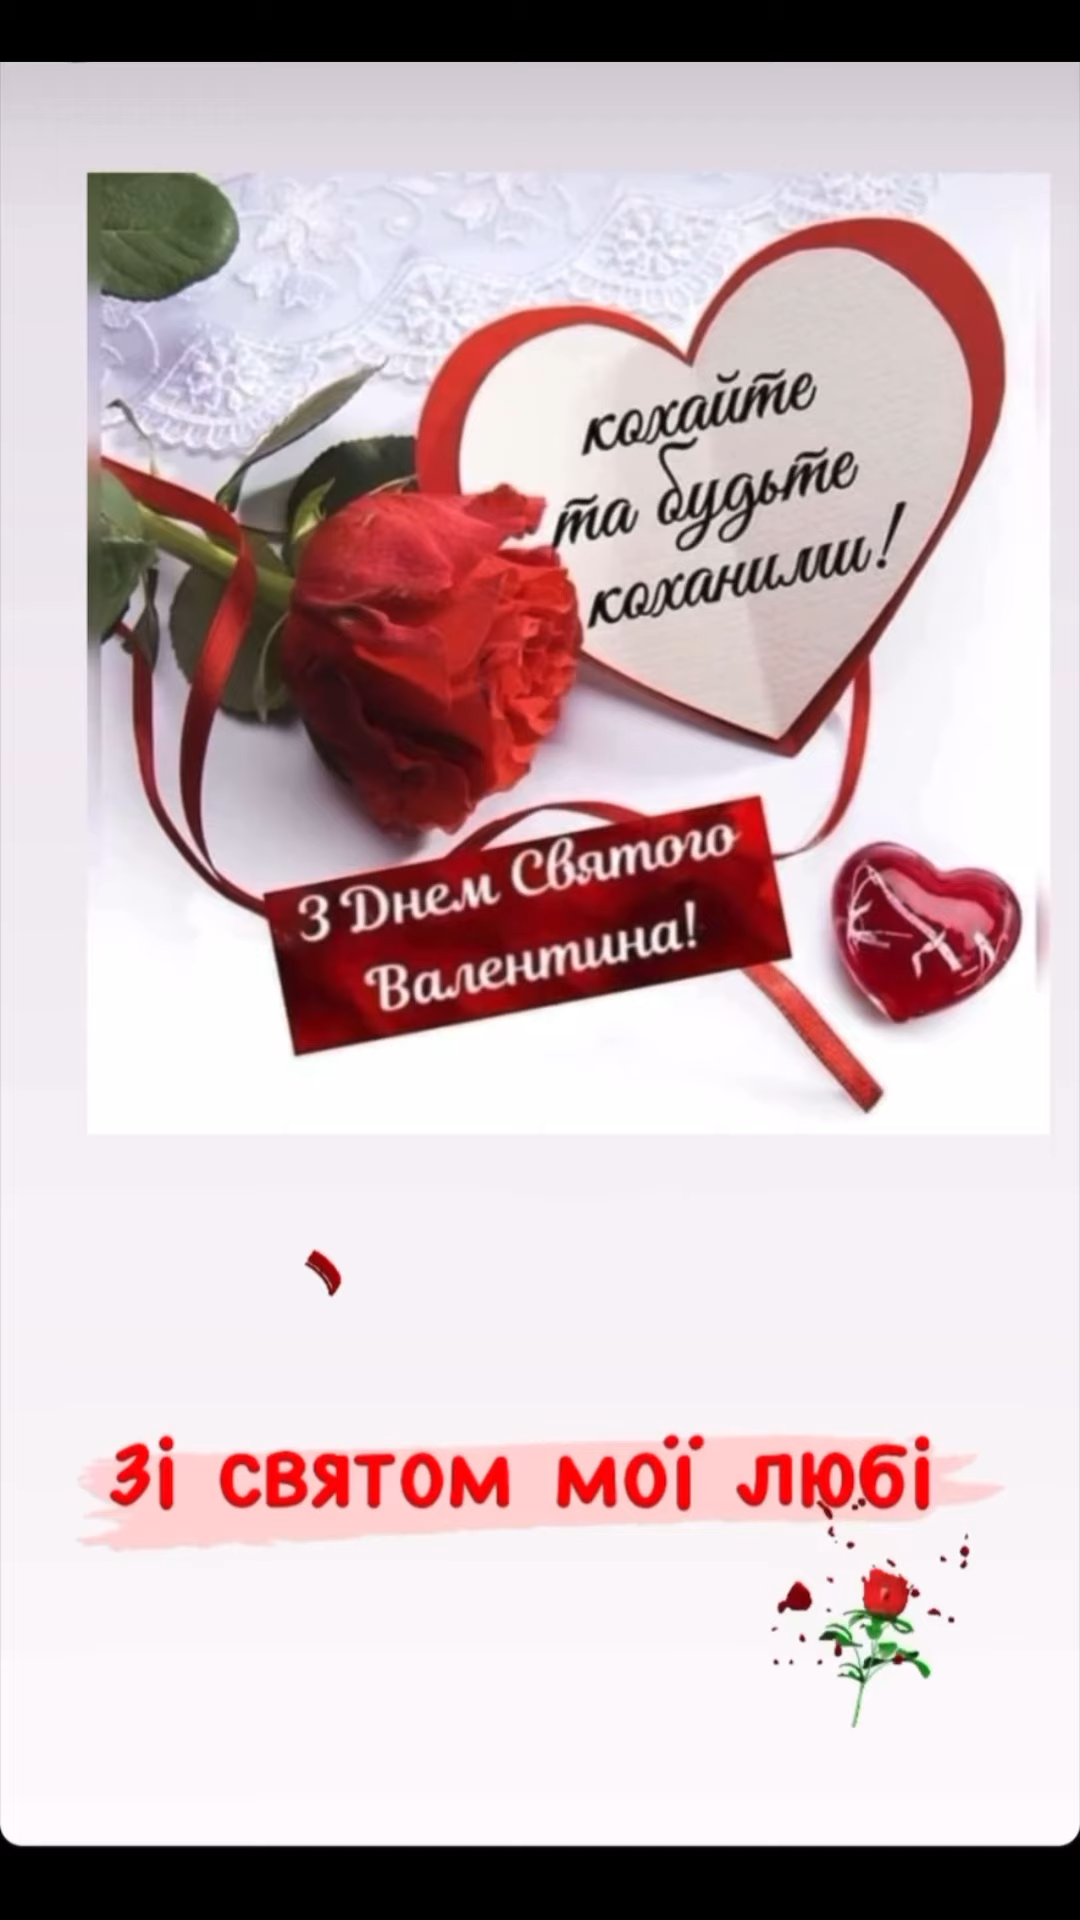 кохайте
та будьте
коханими!
З Днем Святого
Валентина!
Зі святом мої любі